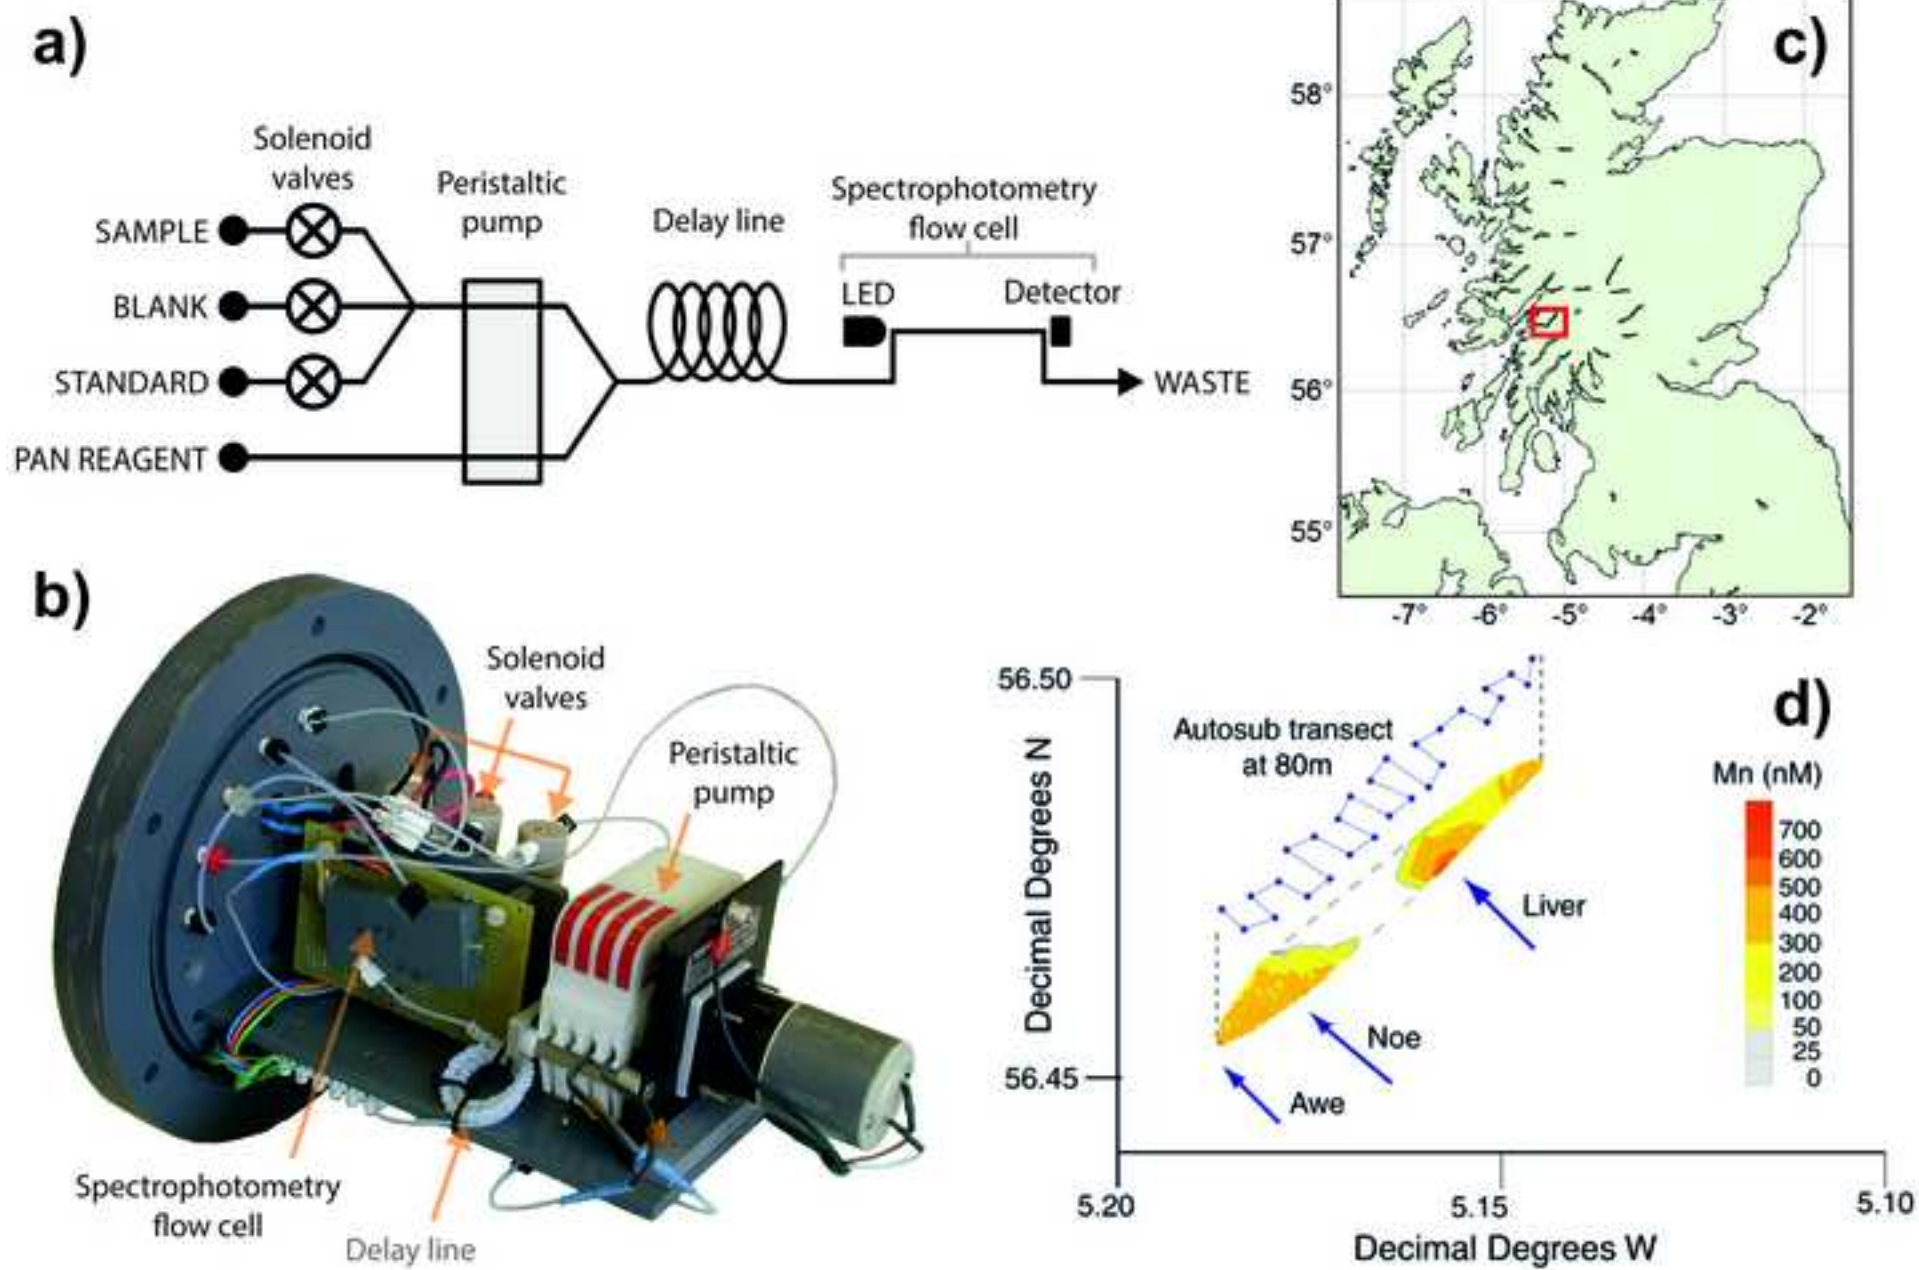 a)
Solenoid
valves
Peristaltic
pump
Delay line
Spectrophotometry
flow cell
LED
Detector
SAMPLE
BLANK
STANDARD
PAN REAGENT
WASTE
c)
58°
57°
56°
55°
-7°
-6°
-5°
-4°
-3°
-2°
b)
Solenoid
valves
Peristaltic
pump
Spectrophotometry
flow cell
Delay line
d)
56.50
Decimal Degrees N
56.45
Autosub transect
at 80m
Mn (nM)
700
600
500
400
300
200
100
50
25
0
Liver
Noe
Awe
5.20
5.15
5.10
Decimal Degrees W